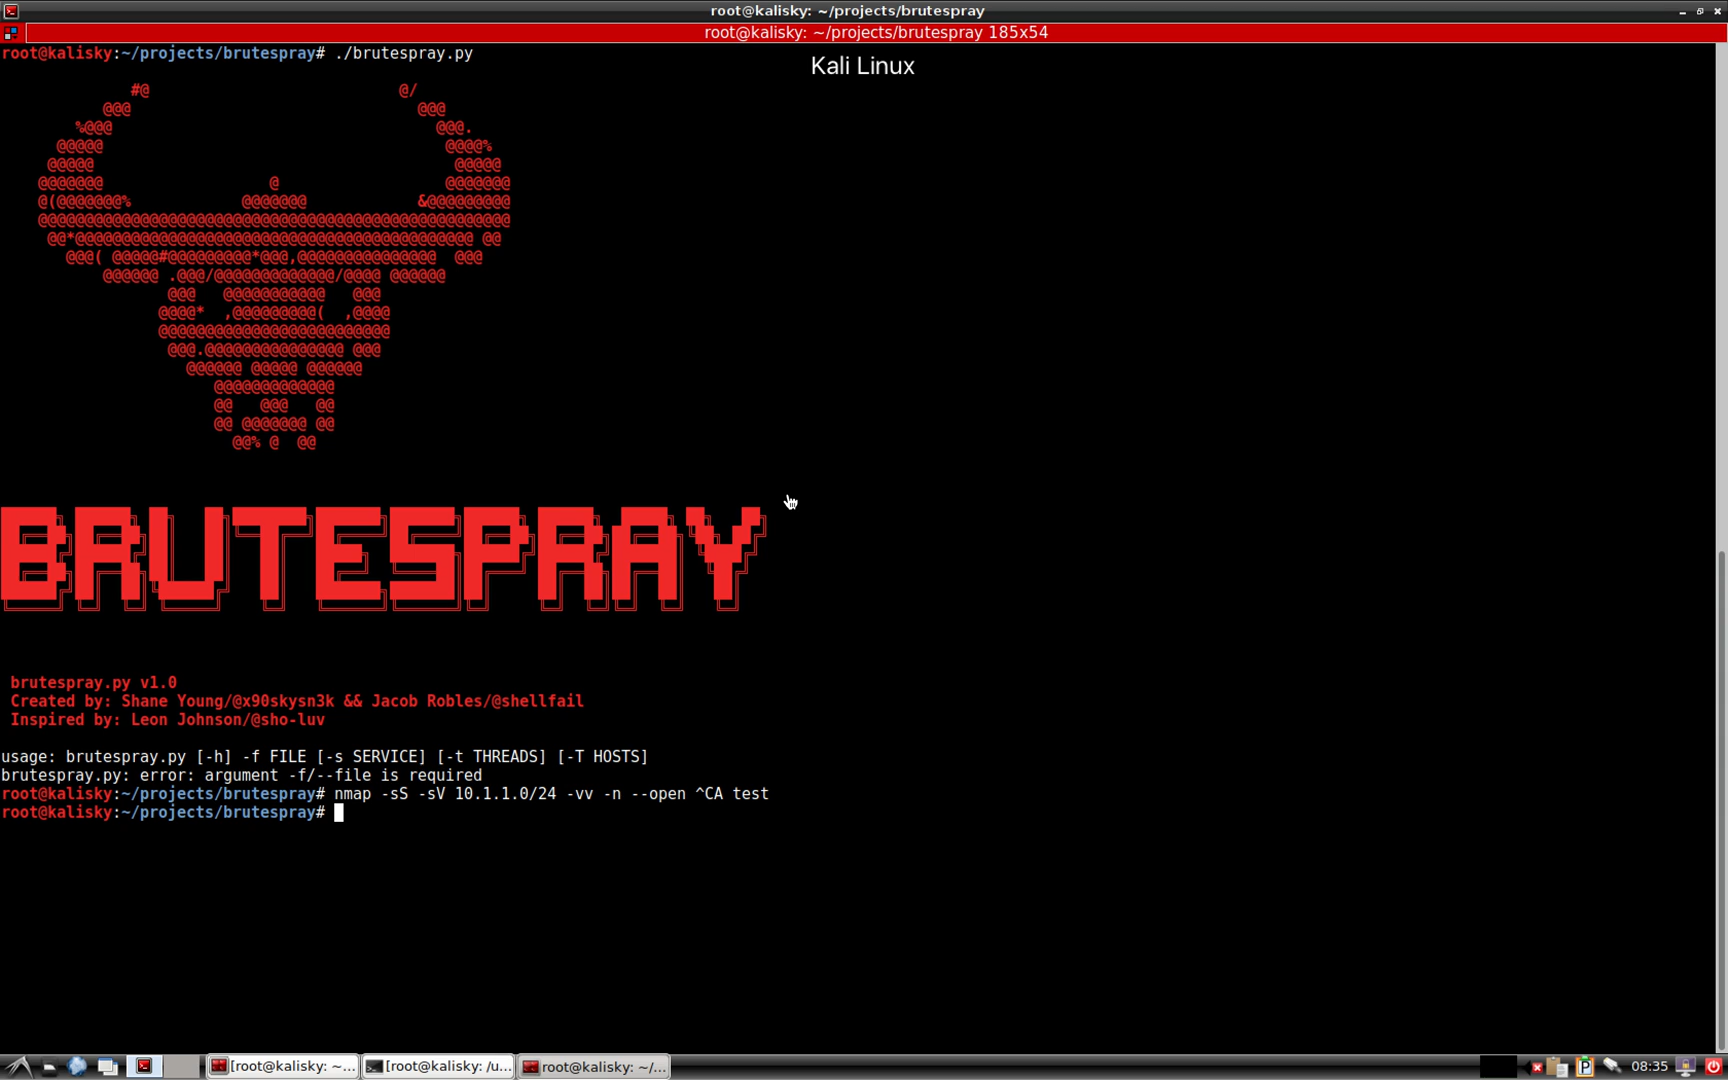 root@kalisky: ~/projects/brutespray
root@kalisky: ~/projects/brutespray 185x54
root@kalisky:~/projects/brutespray# ./brutespray.py
Kali Linux
BRUTESPRAY
brutespray.py v1.0
Created by: Shane Young/@x90skysn3k && Jacob Robles/@shellfail
Inspired by: Leon Johnson/@sho-luv
usage: brutespray.py [-h] -f FILE [-s SERVICE] [-t THREADS] [-T HOSTS]
brutespray.py: error: argument -f/--file is required
root@kalisky:~/projects/brutespray# nmap -sS -sV 10.1.1.0/24 -vv -n --open ^CA test
root@kalisky:~/projects/brutespray#
[root@kalisky: ~...
[root@kalisky: /u...
root@kalisky: ~/...
P
08:35